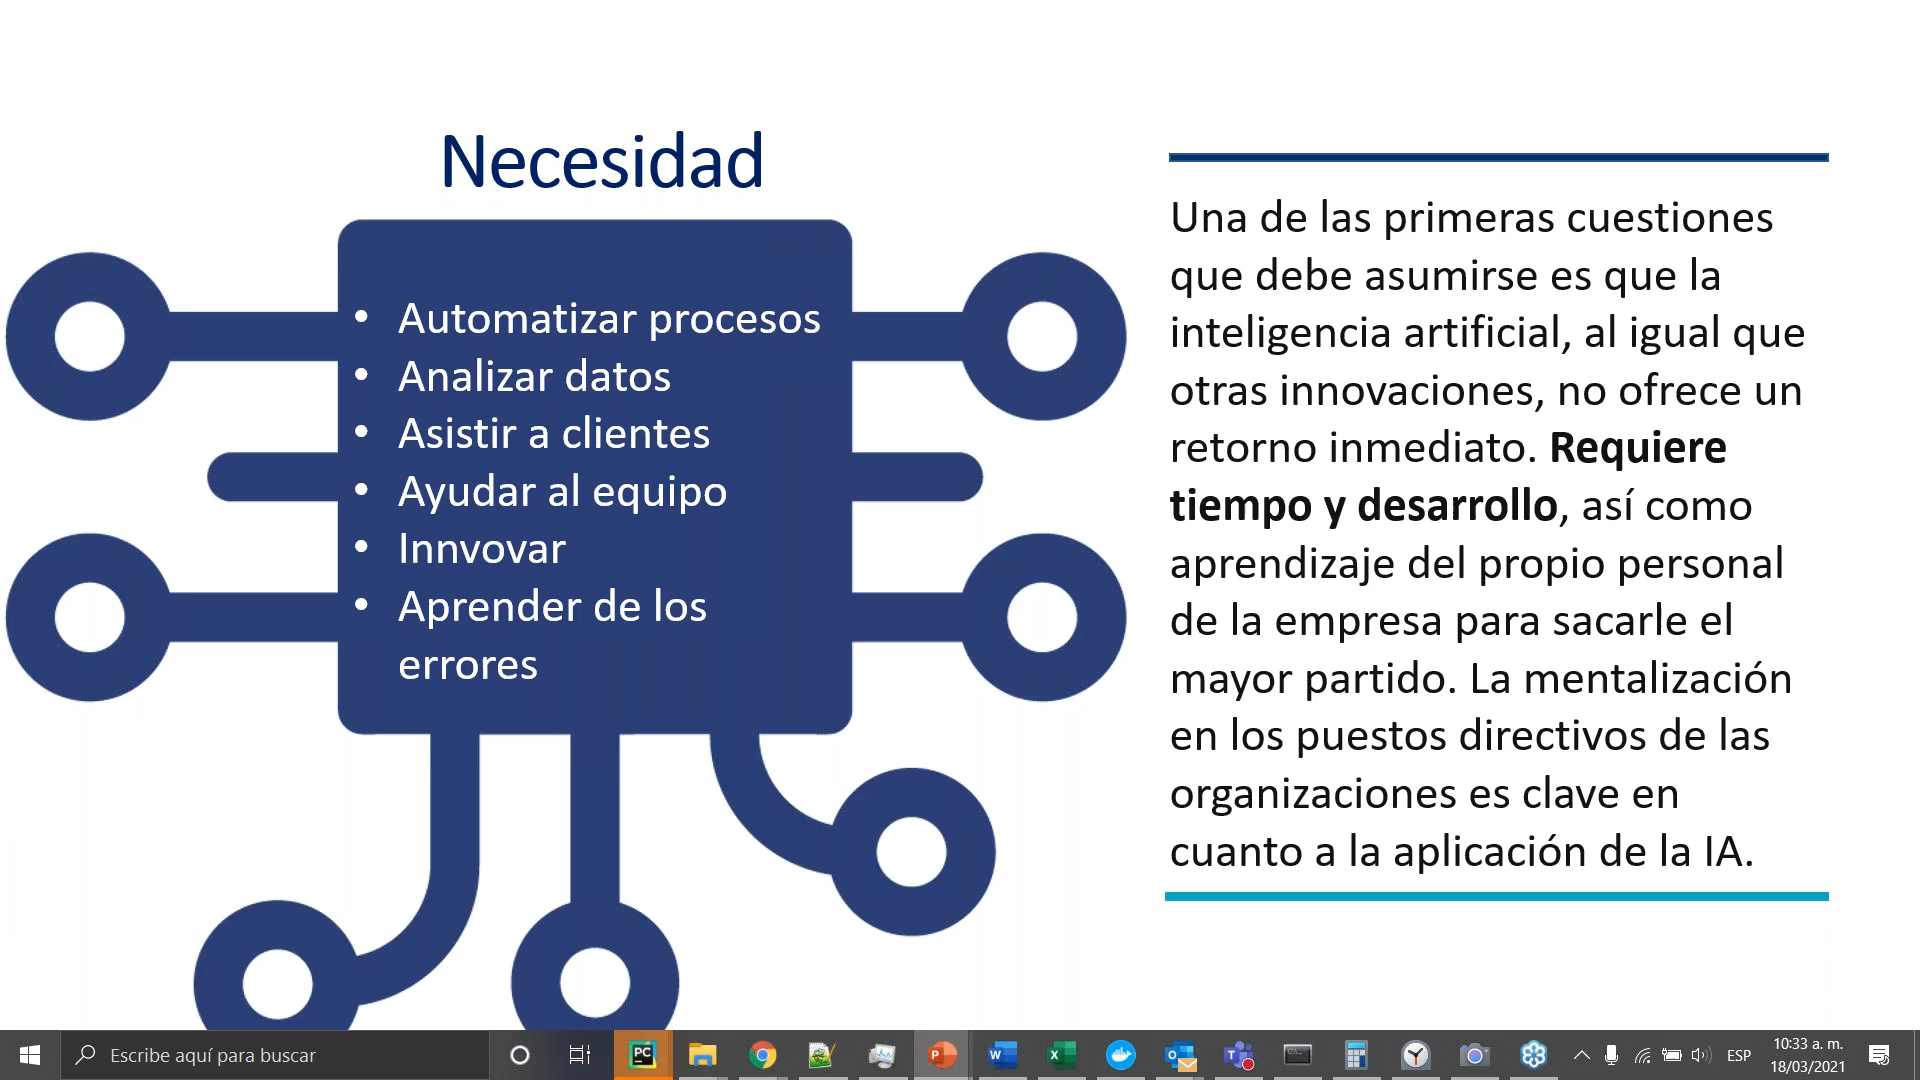 Necesidad
• Automatizar procesos
• Analizar datos
• Asistir a clientes
• Ayudar al equipo
• Innvovar
• Aprender de los
errores
Una de las primeras cuestiones
que debe asumirse es que la
inteligencia artificial, al igual que
otras innovaciones, no ofrece un
retorno inmediato. Requiere
tiempo y desarrollo, así como
aprendizaje del propio personal
de la empresa para sacarle el
mayor partido. La mentalización
en los puestos directivos de las
organizaciones es clave en
cuanto a la aplicación de la IA.
Escribe aquí para buscar
PC
P
W
X
O
T
ESP
10:33 a. m.
18/03/2021